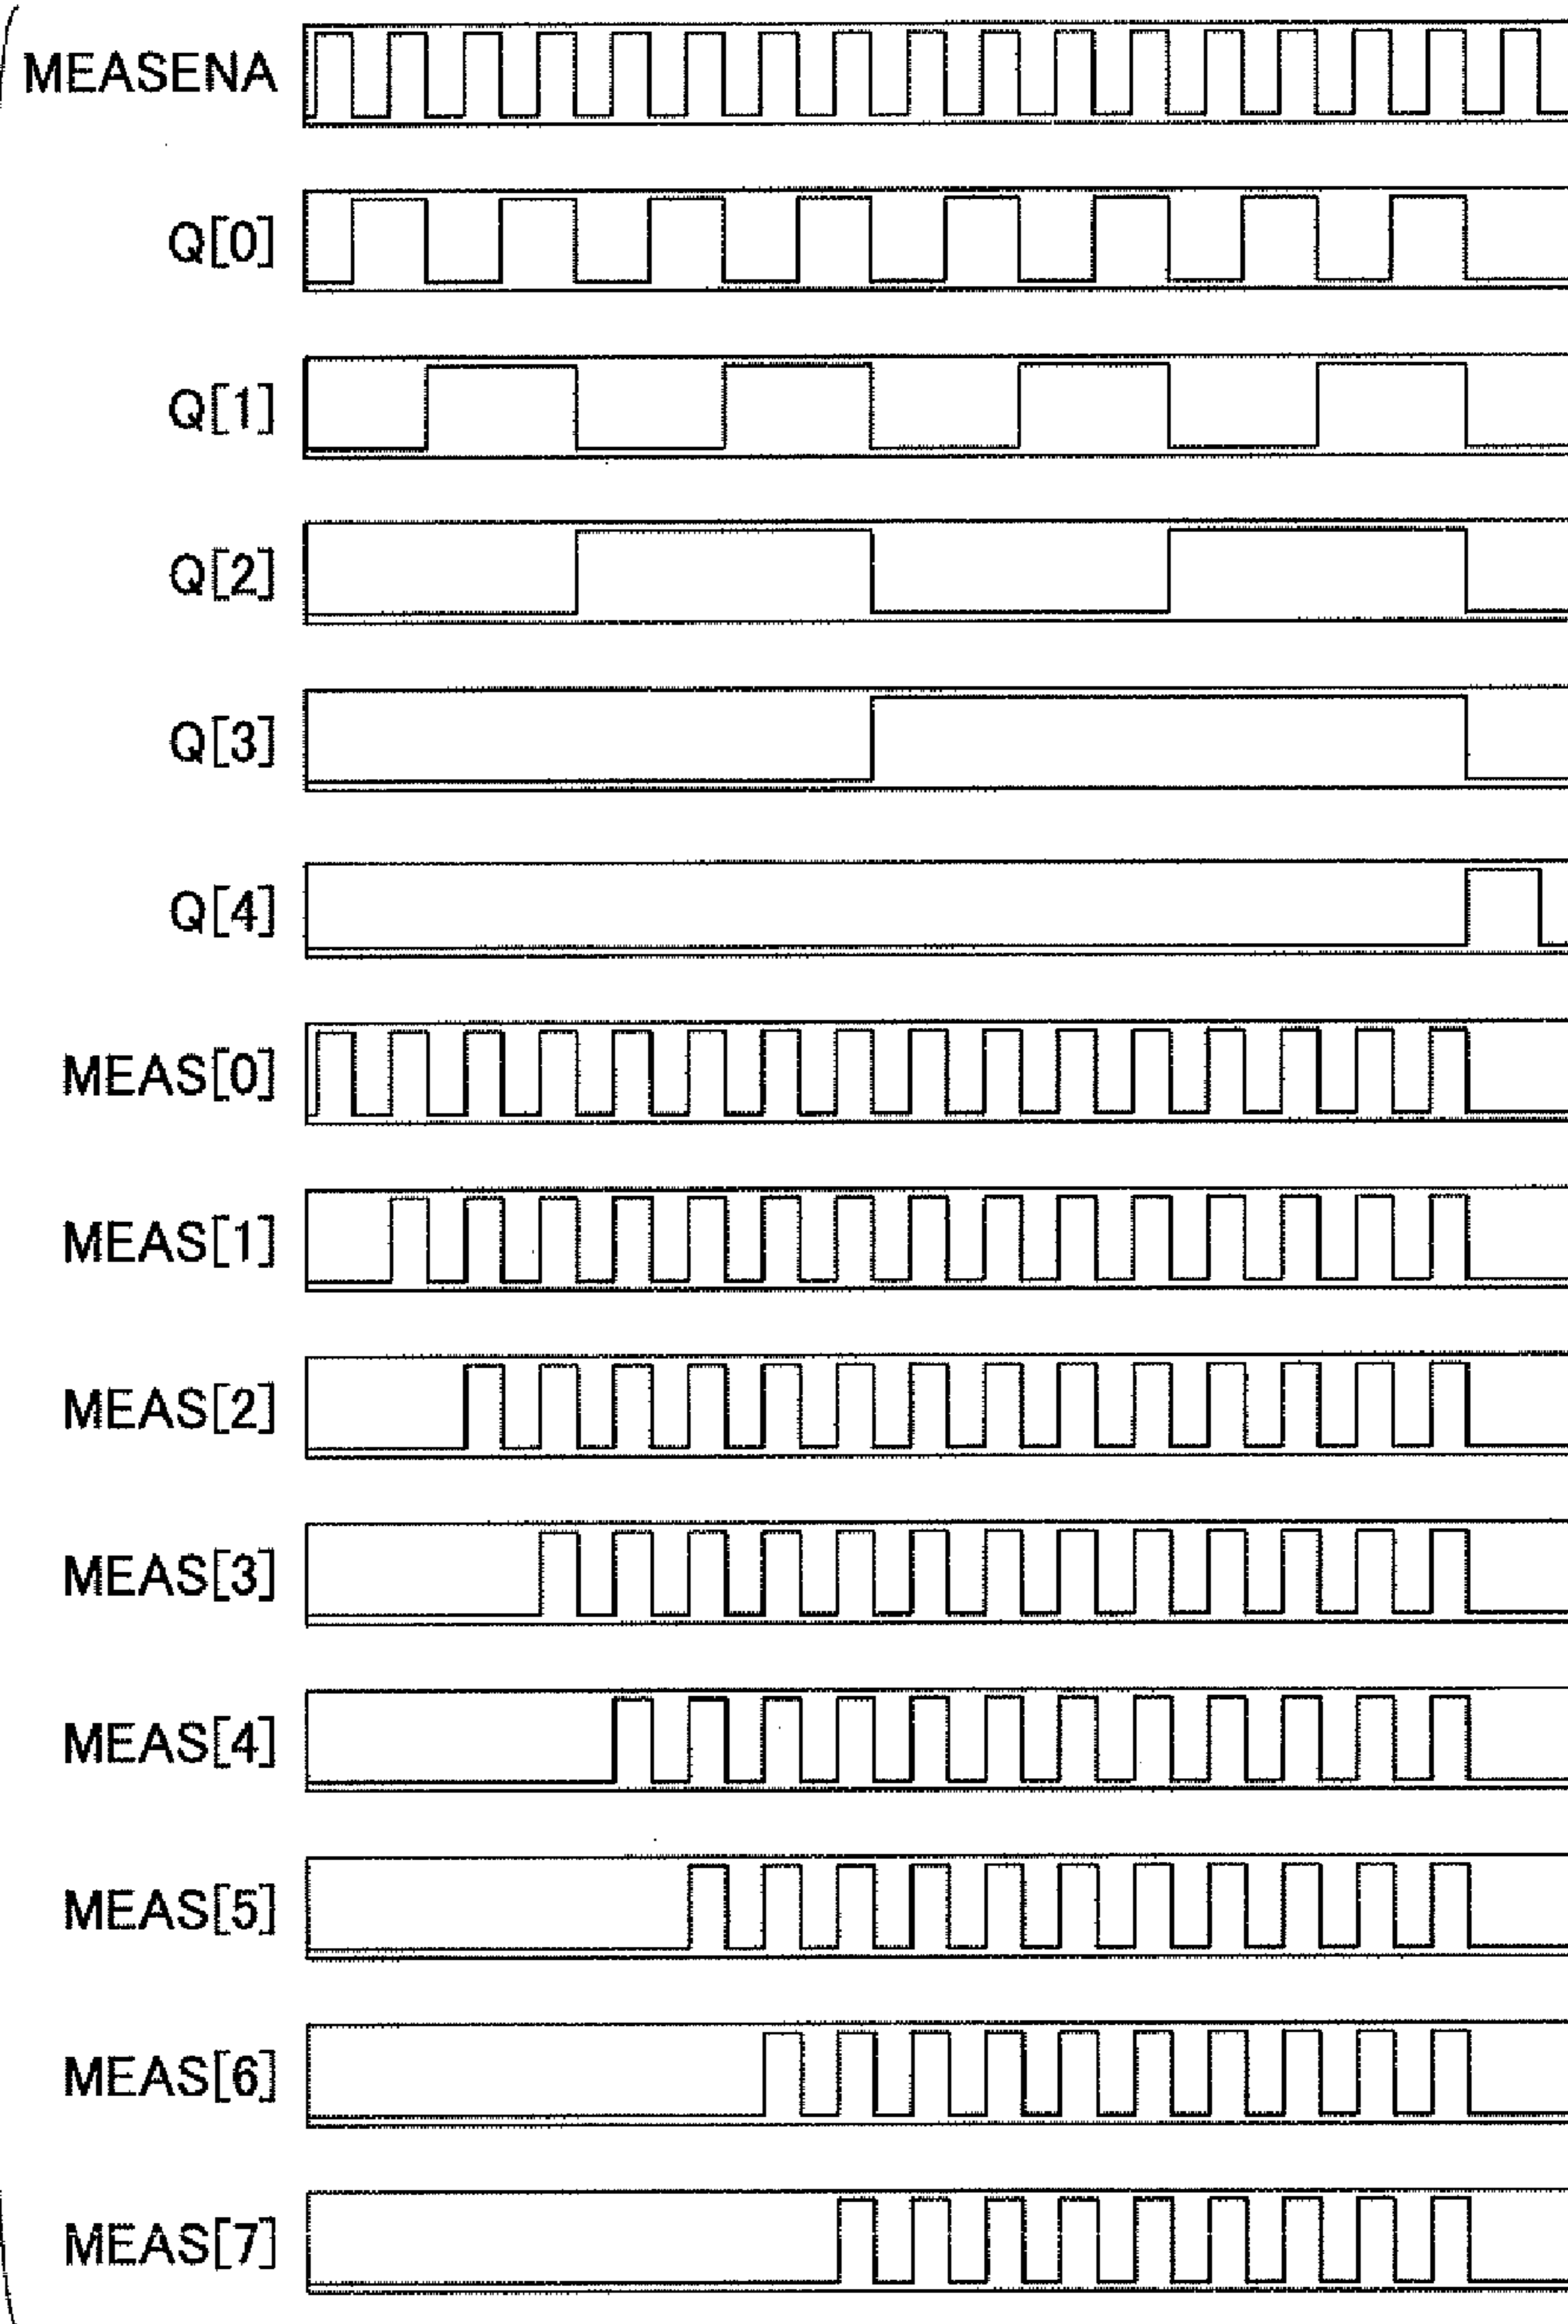 MEASENA
Q[0]
Q[1]
Q[2]
Q[3]
Q[4]
MEAS[0]
MEAS[1]
MEAS[2]
MEAS[3]
MEAS[4]
MEAS[5]
MEAS[6]
MEAS[7]